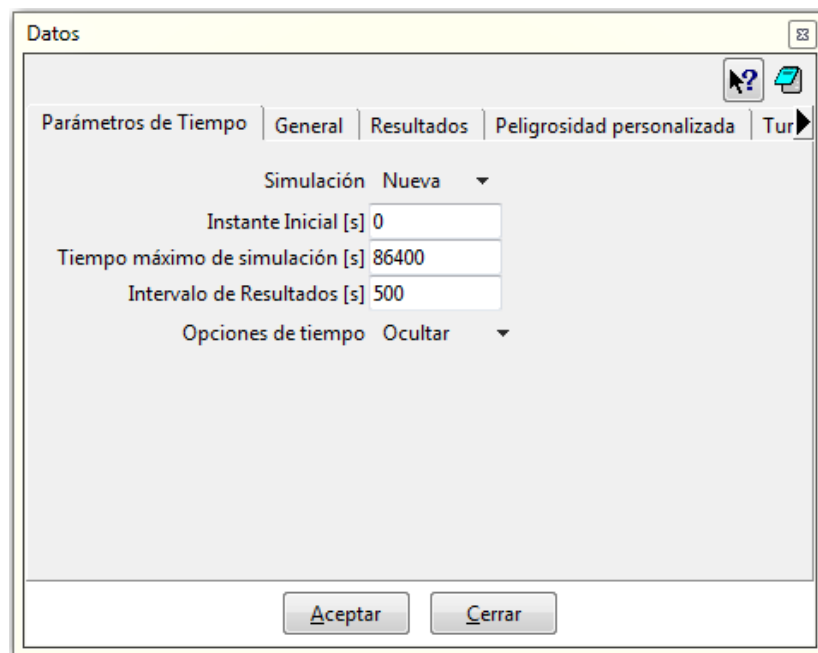 Datos
?
Parámetros de Tiempo General Resultados Peligrosidad personalizada Tur
Simulación Nueva
Instante Inicial [s] 0
Tiempo máximo de simulación [s] 86400
Intervalo de Resultados [s] 500
Opciones de tiempo Ocultar
Aceptar Cerrar